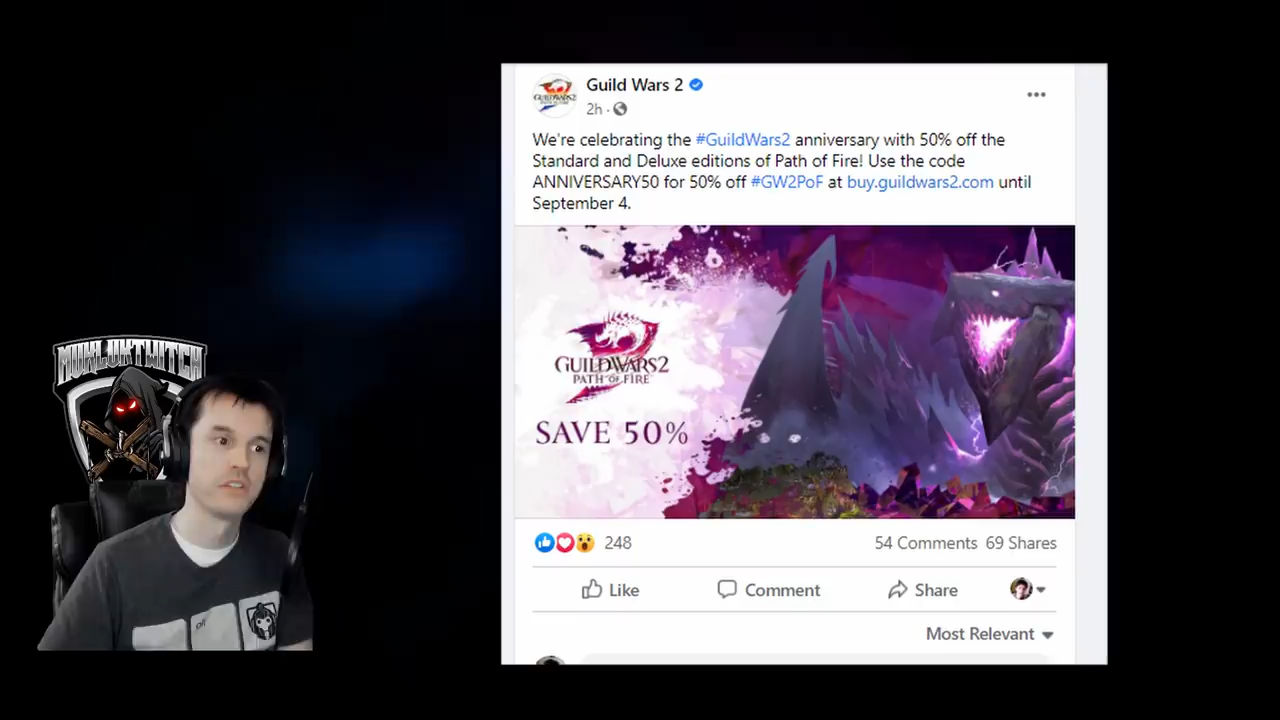 Guild Wars 2
2h ·
We're celebrating the #GuildWars2 anniversary with 50% off the
Standard and Deluxe editions of Path of Fire! Use the code
ANNIVERSARY50 for 50% off #GW2PoF at buy.guildwars2.com until
September 4.
GUILD WARS 2
PATH OF FIRE
SAVE 50%
248
54 Comments 69 Shares
Like
Comment
Share
Most Relevant
MUKLUKTWITCH